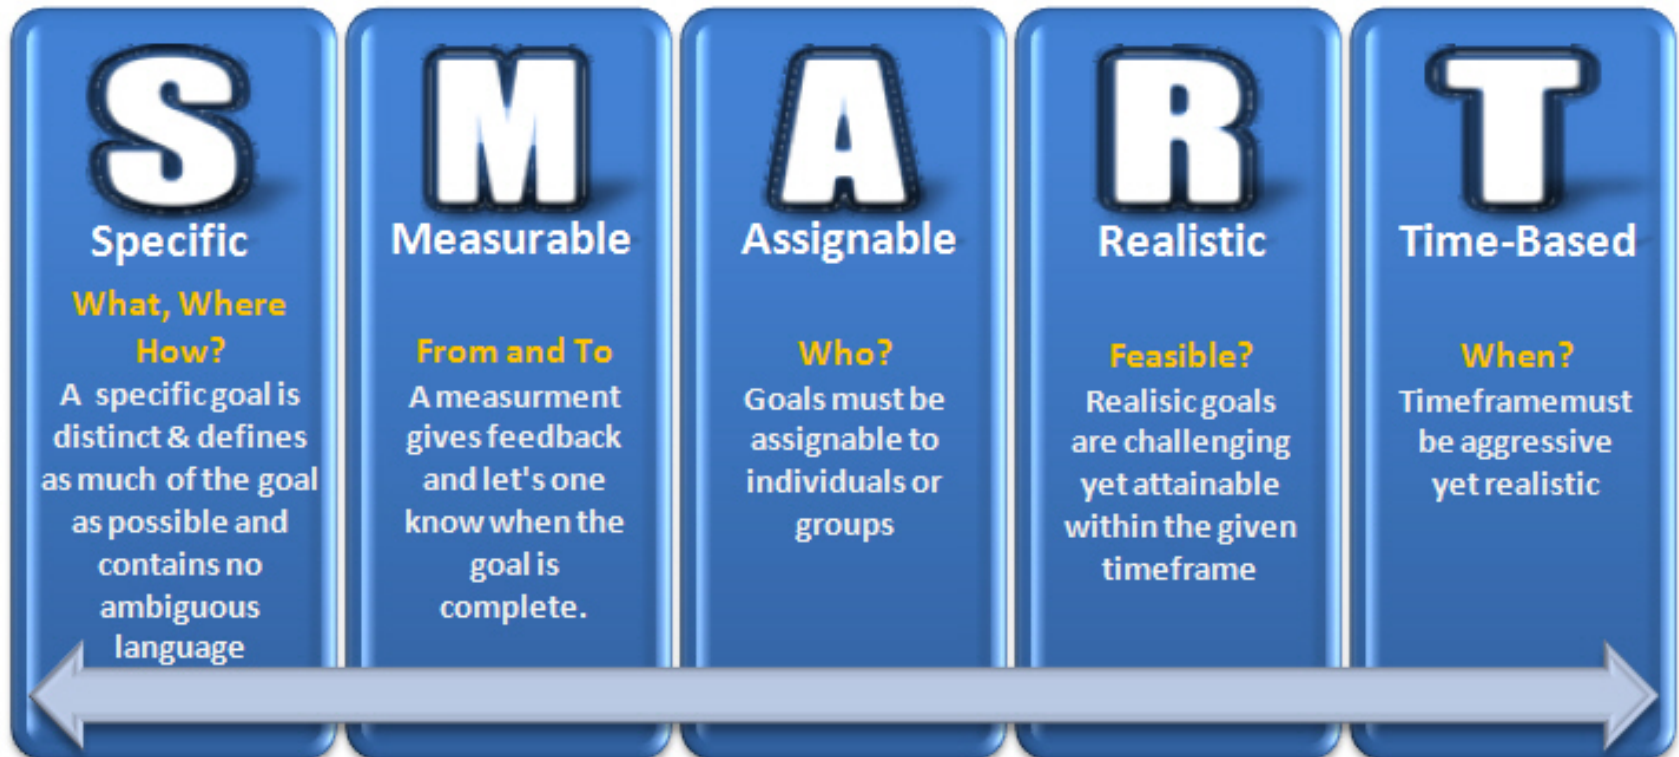 S
Specific
What, Where
How?
A specific goal is
distinct & defines
as much of the goal
as possible and
contains no
ambiguous
language
M
Measurable
From and To
A measurment
gives feedback
and let's one
know when the
goal is
complete.
A
Assignable
Who?
Goals must be
assignable to
individuals or
groups
R
Realistic
Feasible?
Realisic goals
are challenging
yet attainable
within the given
timeframe
T
Time-Based
When?
Timeframemust
be aggressive
yet realistic